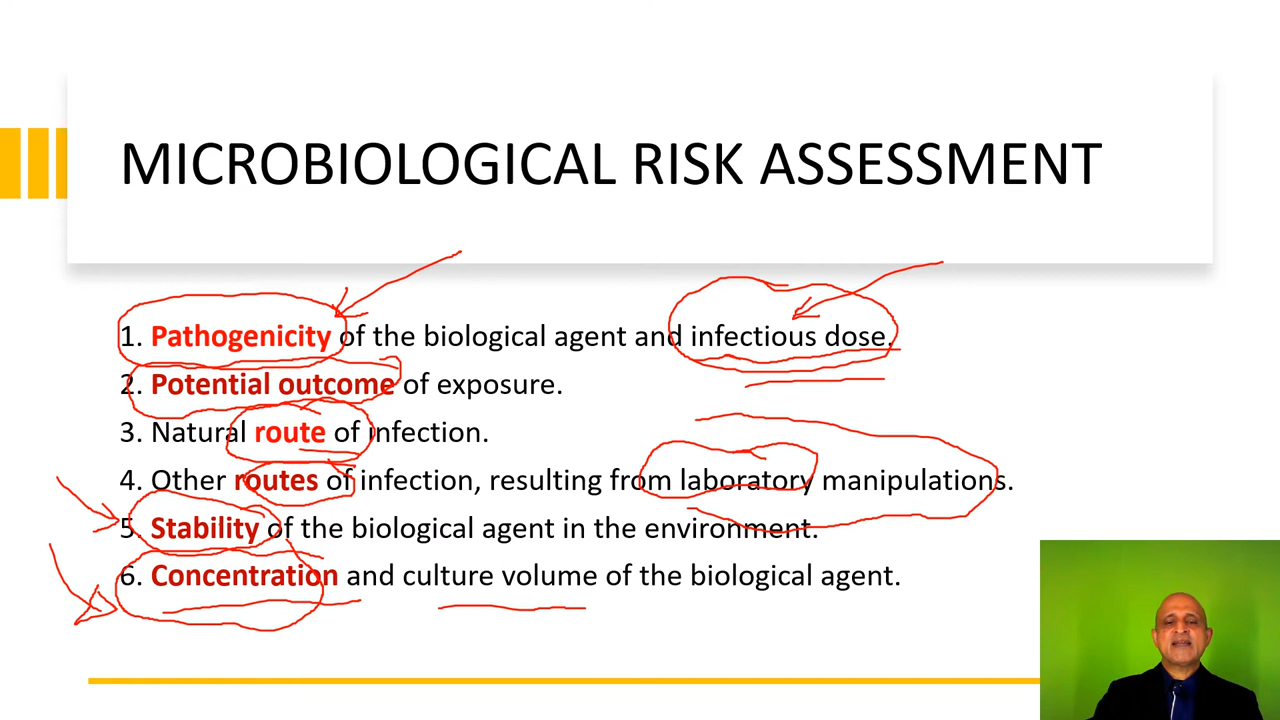 MICROBIOLOGICAL RISK ASSESSMENT
1. Pathogenicity of the biological agent and infectious dose.
2. Potential outcome of exposure.
3. Natural route of infection.
4. Other routes of infection, resulting from laboratory manipulations.
5. Stability of the biological agent in the environment.
6. Concentration and culture volume of the biological agent.